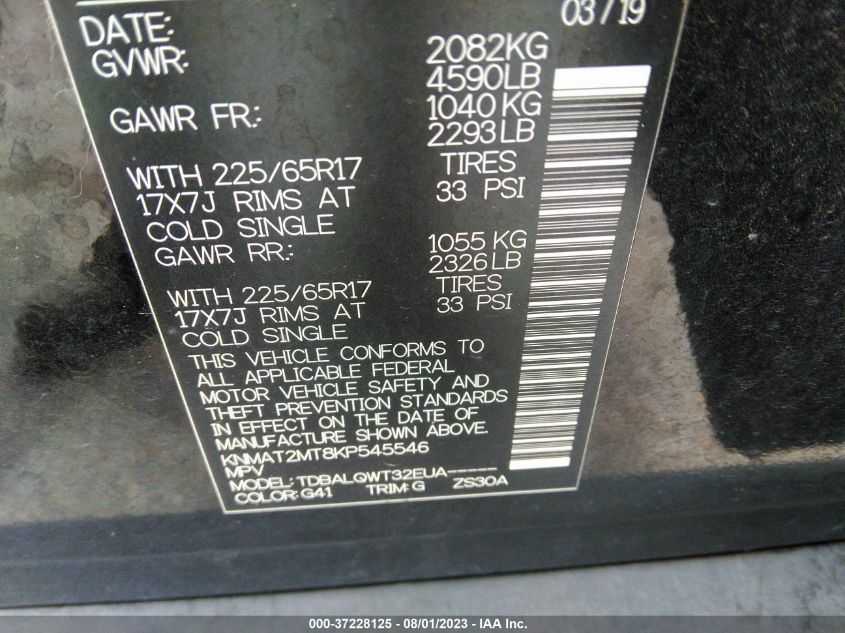 03/19
DATE:
GVWR: 2082KG
4590LB
GAWR FR.: 1040 KG
2293 LB
WITH 225/65R17 TIRES
17X7J RIMS AT 33 PSI
COLD SINGLE
GAWR RR.: 1055 KG
2326 LB
WITH 225/65R17 TIRES
17X7J RIMS AT 33 PSI
COLD SINGLE
THIS VEHICLE CONFORMS TO
ALL APPLICABLE FEDERAL
MOTOR VEHICLE SAFETY AND
THEFT PREVENTION STANDARDS
IN EFFECT ON THE DATE OF
MANUFACTURE SHOWN ABOVE.
KNMAT2MT8KP545546
MPV
MODEL: TDBALQWT32EUA-----
COLOR: G41 TRIM: G ZS30A
000-37228125 - 08/01/2023 - IAA Inc.